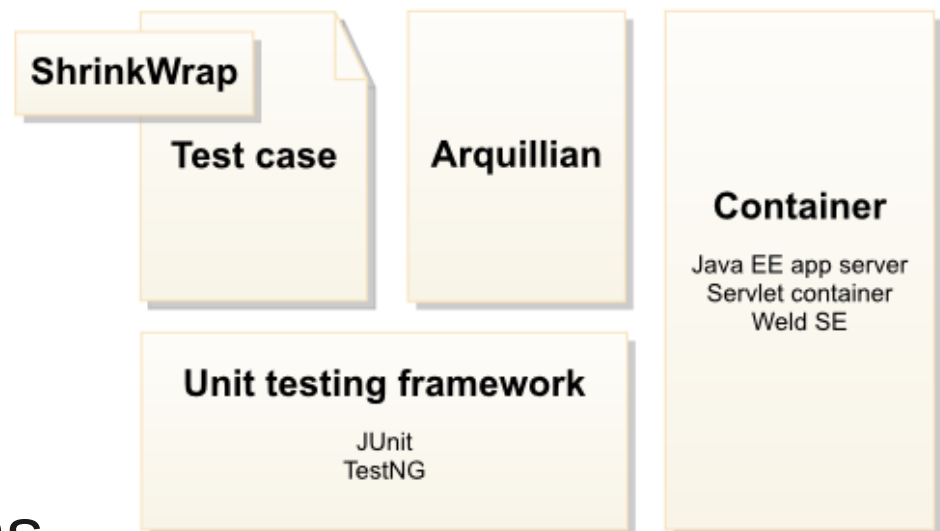 ShrinkWrap
Test case
Arquillian
Container
Java EE app server
Servlet container
Weld SE
Unit testing framework
JUnit
TestNG